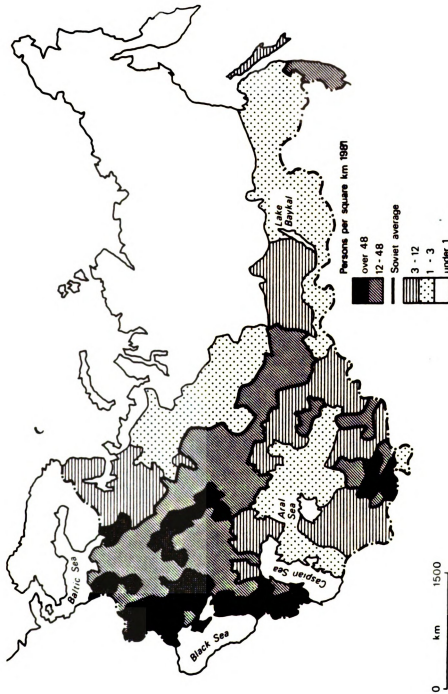 Baltic Sea
Black Sea
Caspian Sea
Aral
Sea
Lake
Baykal
Persons per square km 1981
over 48
12 - 48
Soviet average
3 - 12
1 - 3
under 1
0 km 1500